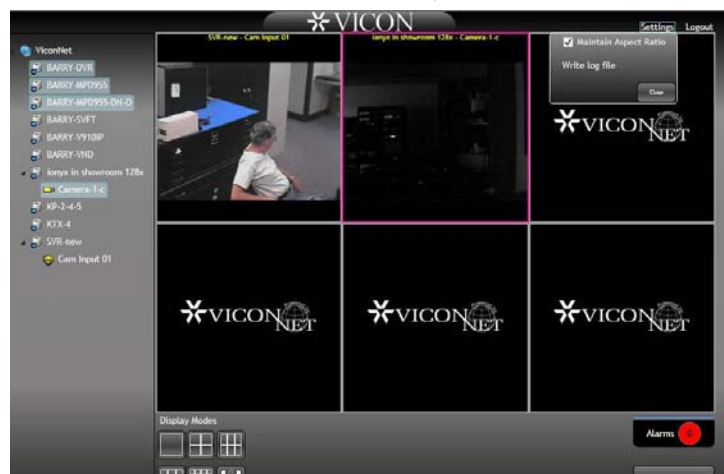 VICON
Settings Logout
ViconNet
BARRY-DVR
BARRY-MPD955
BARRY-MPD955-DN-O
BARRY-SVFT
BARRY-V910IP
BARRY-VND
ionyx in showroom 128x
Camera-1-c
KP-2-4-5
KTX-4
SVR-new
Cam Input 01
SVR-new - Cam Input 01
ionyx in showroom 128x - Camera-1-c
Maintain Aspect Ratio
Write log file
Close
VICON NET
VICON NET
VICON NET
VICON NET
Display Modes
Alarms 0